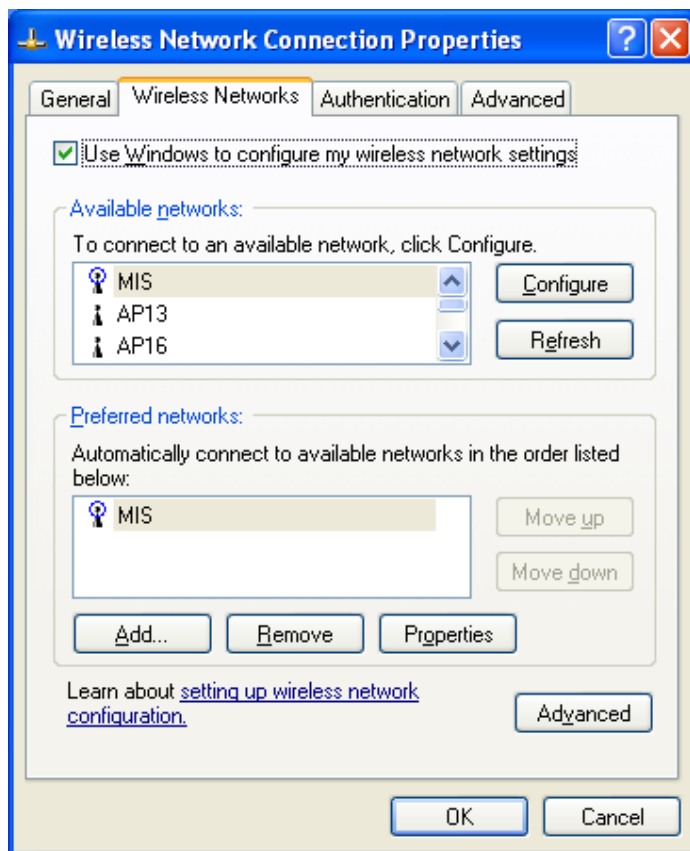 Wireless Network Connection Properties
General Wireless Networks Authentication Advanced
Use Windows to configure my wireless network settings
Available networks:
To connect to an available network, click Configure.
MIS
AP13
AP16
Configure
Refresh
Preferred networks:
Automatically connect to available networks in the order listed
below:
MIS
Move up
Move down
Add... Remove Properties
Learn about setting up wireless network
configuration.
Advanced
OK Cancel